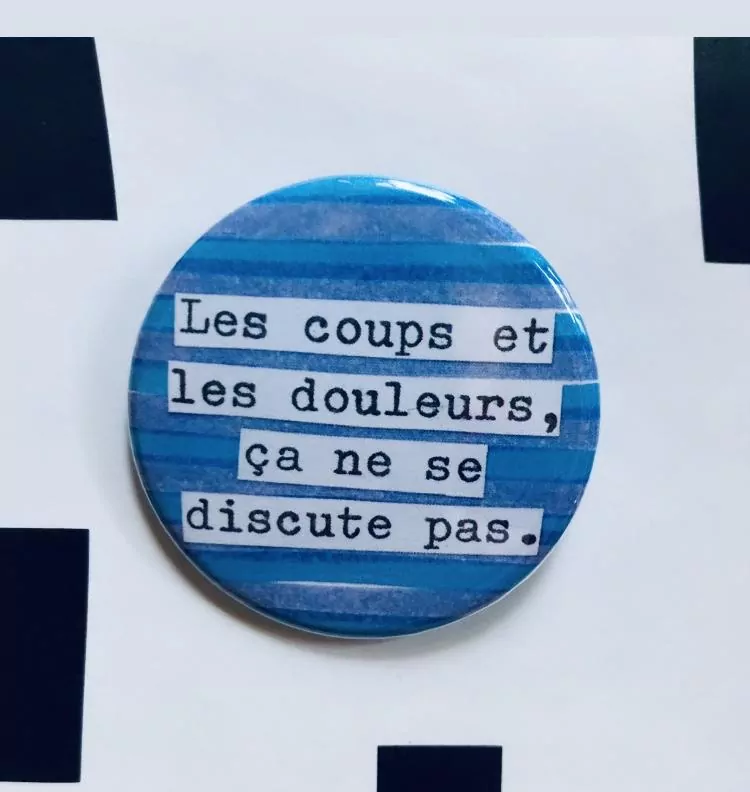 Les coups et
les douleurs,
ça ne se
discute pas.